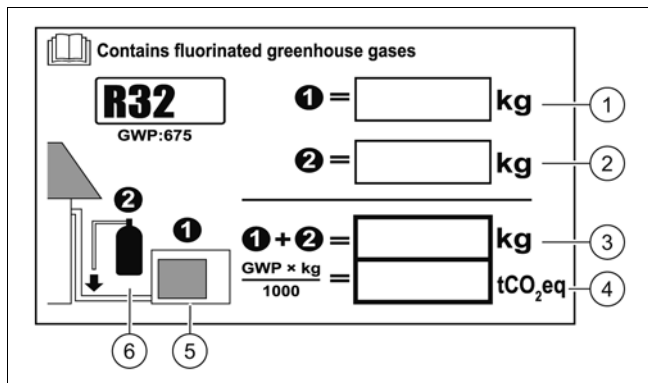 Contains fluorinated greenhouse gases
R32
GWP:675
❶ = kg
❷ = kg
❶+❷ = kg
GWP × kg
1000
= tCO₂eq
❷
❶
1
2
3
4
5
6